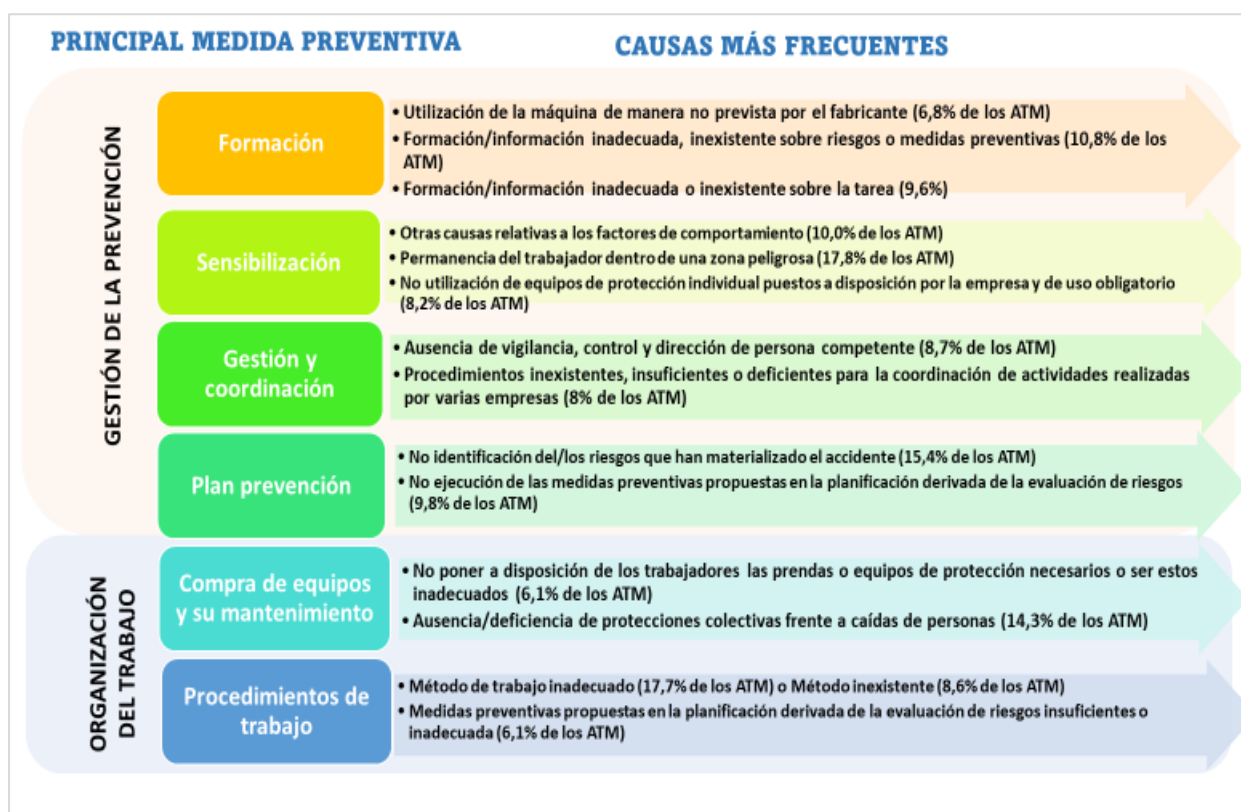 PRINCIPAL MEDIDA PREVENTIVA
CAUSAS MÁS FRECUENTES
GESTIÓN DE LA PREVENCIÓN
Formación
• Utilización de la máquina de manera no prevista por el fabricante (6,8% de los ATM)
• Formación/información inadecuada, inexistente sobre riesgos o medidas preventivas (10,8% de los
ATM)
• Formación/información inadecuada o inexistente sobre la tarea (9,6%)
Sensibilización
• Otras causas relativas a los factores de comportamiento (10,0% de los ATM)
• Permanencia del trabajador dentro de una zona peligrosa (17,8% de los ATM)
• No utilización de equipos de protección individual puestos a disposición por la empresa y de uso obligatorio
(8,2% de los ATM)
Gestión y
coordinación
• Ausencia de vigilancia, control y dirección de persona competente (8,7% de los ATM)
• Procedimientos inexistentes, insuficientes o deficientes para la coordinación de actividades realizadas
por varias empresas (8% de los ATM)
Plan prevención
• No identificación del/los riesgos que han materializado el accidente (15,4% de los ATM)
• No ejecución de las medidas preventivas propuestas en la planificación derivada de la evaluación de riesgos
(9,8% de los ATM)
ORGANIZACIÓN
DEL TRABAJO
Compra de equipos
y su mantenimiento
• No poner a disposición de los trabajadores las prendas o equipos de protección necesarios o ser estos
inadecuados (6,1% de los ATM)
• Ausencia/deficiencia de protecciones colectivas frente a caídas de personas (14,3% de los ATM)
Procedimientos de
trabajo
• Método de trabajo inadecuado (17,7% de los ATM) o Método inexistente (8,6% de los ATM)
• Medidas preventivas propuestas en la planificación derivada de la evaluación de riesgos insuficientes o
inadecuada (6,1% de los ATM)